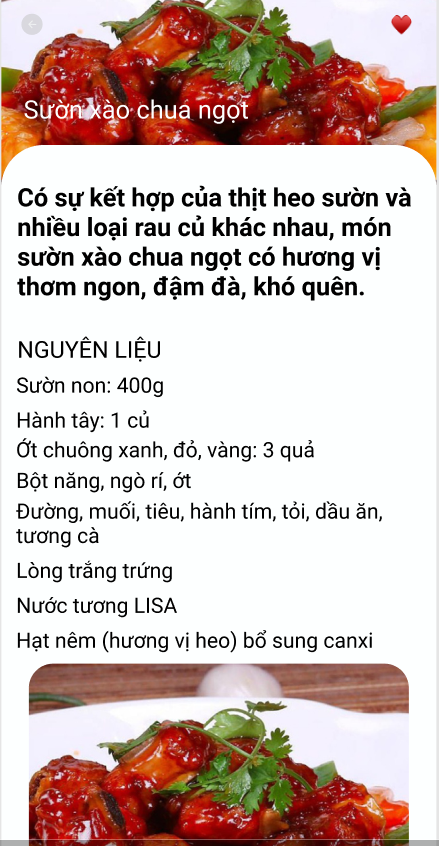 Sườn xào chua ngọt
Có sự kết hợp của thịt heo sườn và
nhiều loại rau củ khác nhau, món
sườn xào chua ngọt có hương vị
thơm ngon, đậm đà, khó quên.
NGUYÊN LIỆU
Sườn non: 400g
Hành tây: 1 củ
Ớt chuông xanh, đỏ, vàng: 3 quả
Bột năng, ngò rí, ớt
Đường, muối, tiêu, hành tím, tỏi, dầu ăn,
tương cà
Lòng trắng trứng
Nước tương LISA
Hạt nêm (hương vị heo) bổ sung canxi